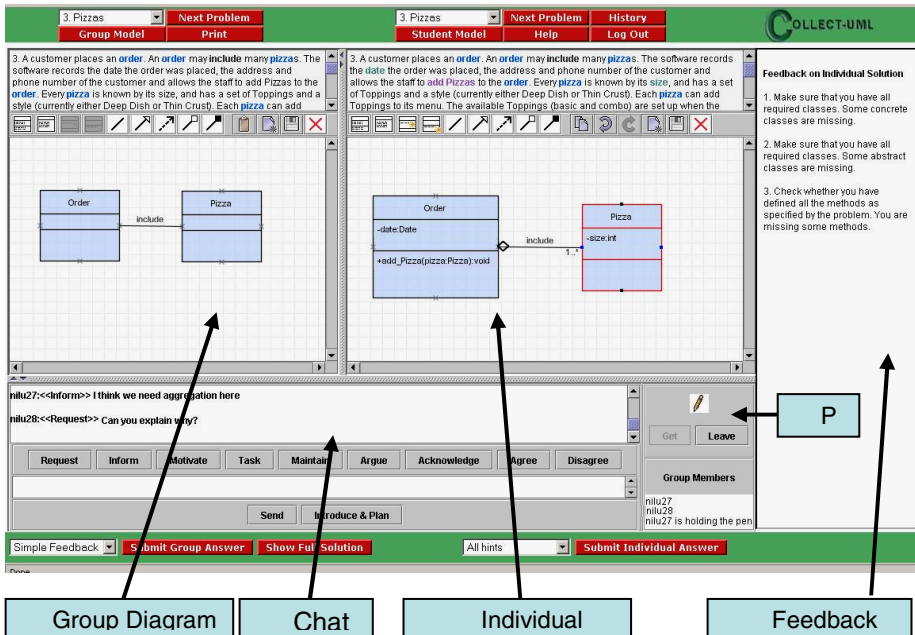 3. Pizzas
Next Problem
Group Model
Print
3. Pizzas
Next Problem
History
Student Model
Help
Log Out
COLLECT-UML
3. A customer places an order. An order may include many pizzas. The
software records the date the order was placed, the address and
phone number of the customer and allows the staff to add Pizzas to the
order. Every pizza is known by its size, and has a set of Toppings and a
style (currently either Deep Dish or Thin Crust). Each pizza can add
3. A customer places an order. An order may include many pizzas. The software records
the date the order was placed, the address and phone number of the customer and
allows the staff to add Pizzas to the order. Every pizza is known by its size, and has a set
of Toppings and a style (currently either Deep Dish or Thin Crust). Each pizza can add
Toppings to its menu. The available Toppings (basic and combo) are set up when the
Order
include
Pizza
Order
-date:Date
+add_Pizza(pizza:Pizza):void
include
1..*
Pizza
-size:int
Feedback on Individual Solution
1. Make sure that you have all
required classes. Some concrete
classes are missing.
2. Make sure that you have all
required classes. Some abstract
classes are missing.
3. Check whether you have
defined all the methods as
specified by the problem. You are
missing some methods.
nilu27:<<Inform>> I think we need aggregation here
nilu28:<<Request>> Can you explain why?
Request
Inform
Motivate
Task
Maintain
Argue
Acknowledge
Agree
Disagree
Send
Introduce & Plan
Get
Leave
Group Members
nilu27
nilu28
nilu27 is holding the pen
P
Simple Feedback
Submit Group Answer
Show Full Solution
All hints
Submit Individual Answer
Done
Group Diagram
Chat
Individual
Feedback